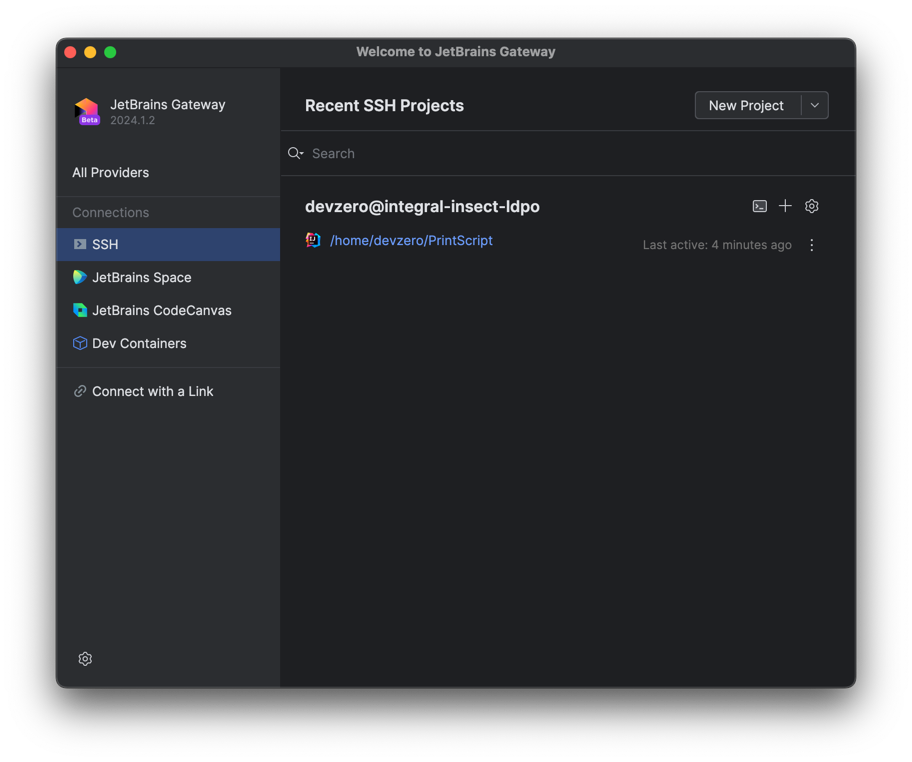 Welcome to JetBrains Gateway
JetBrains Gateway
2024.1.2
Beta
All Providers
Connections
SSH
JetBrains Space
JetBrains CodeCanvas
Dev Containers
Connect with a Link
Recent SSH Projects
New Project
Search
devzero@integral-insect-ldpo
/home/devzero/PrintScript
Last active: 4 minutes ago